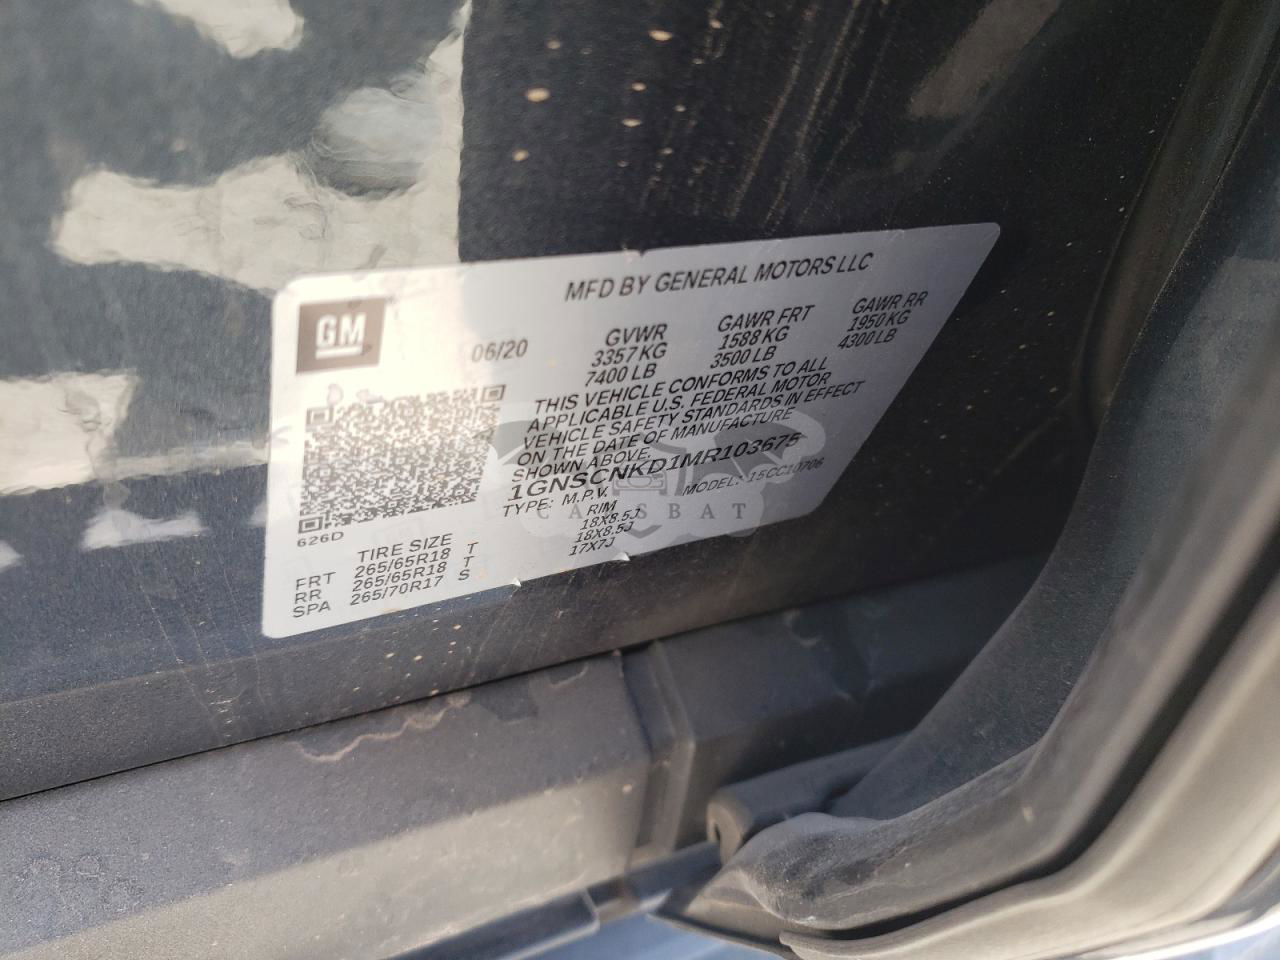 MFD BY GENERAL MOTORS LLC
GM
06/20
GVWR GAWR FRT GAWR RR
3357 KG 1588 KG 1950 KG
7400 LB 3500 LB 4300 LB
THIS VEHICLE CONFORMS TO ALL
APPLICABLE U.S. FEDERAL MOTOR
VEHICLE SAFETY STANDARDS IN EFFECT
ON THE DATE OF MANUFACTURE
SHOWN ABOVE.
1GNSCNKD1MR103675
TYPE: M.P.V. MODEL: 15CC10706
626D
TIRE SIZE RIM
FRT 265/65R18 T 18X8.5J
RR 265/65R18 T 18X8.5J
SPA 265/70R17 S 17X7J
CARSBAT